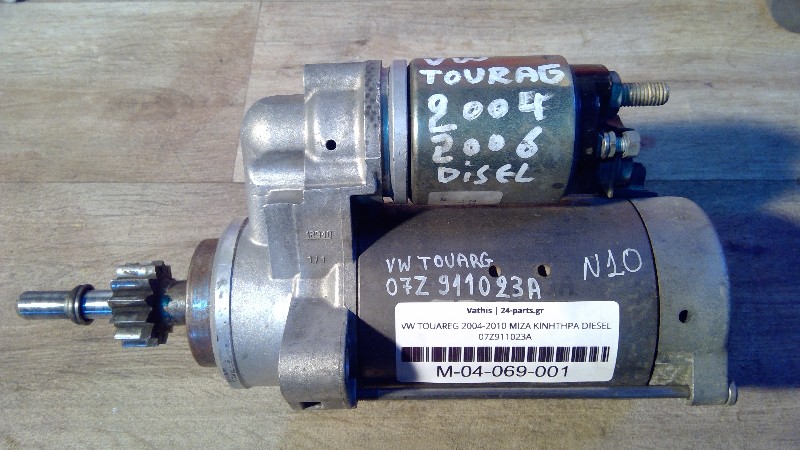 VW
TOURAG
2004
2006
DiSEL
VW TOUARG
07Z 911023A
N10
Vathis | 24-parts.gr
VW TOUAREG 2004-2010 ΜΙΖΑ ΚΙΝΗΤΗΡΑ DIESEL
07Z911023A
M-04-069-001